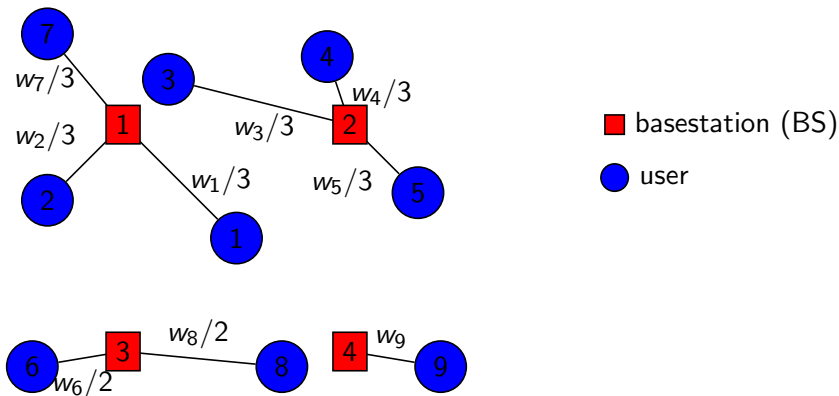 7
4
3
w7/3
w4/3
1
2
basestation (BS)
w2/3
w3/3
w1/3
w5/3
user
2
5
1
w8/2
w9
3
4
6
8
9
w6/2